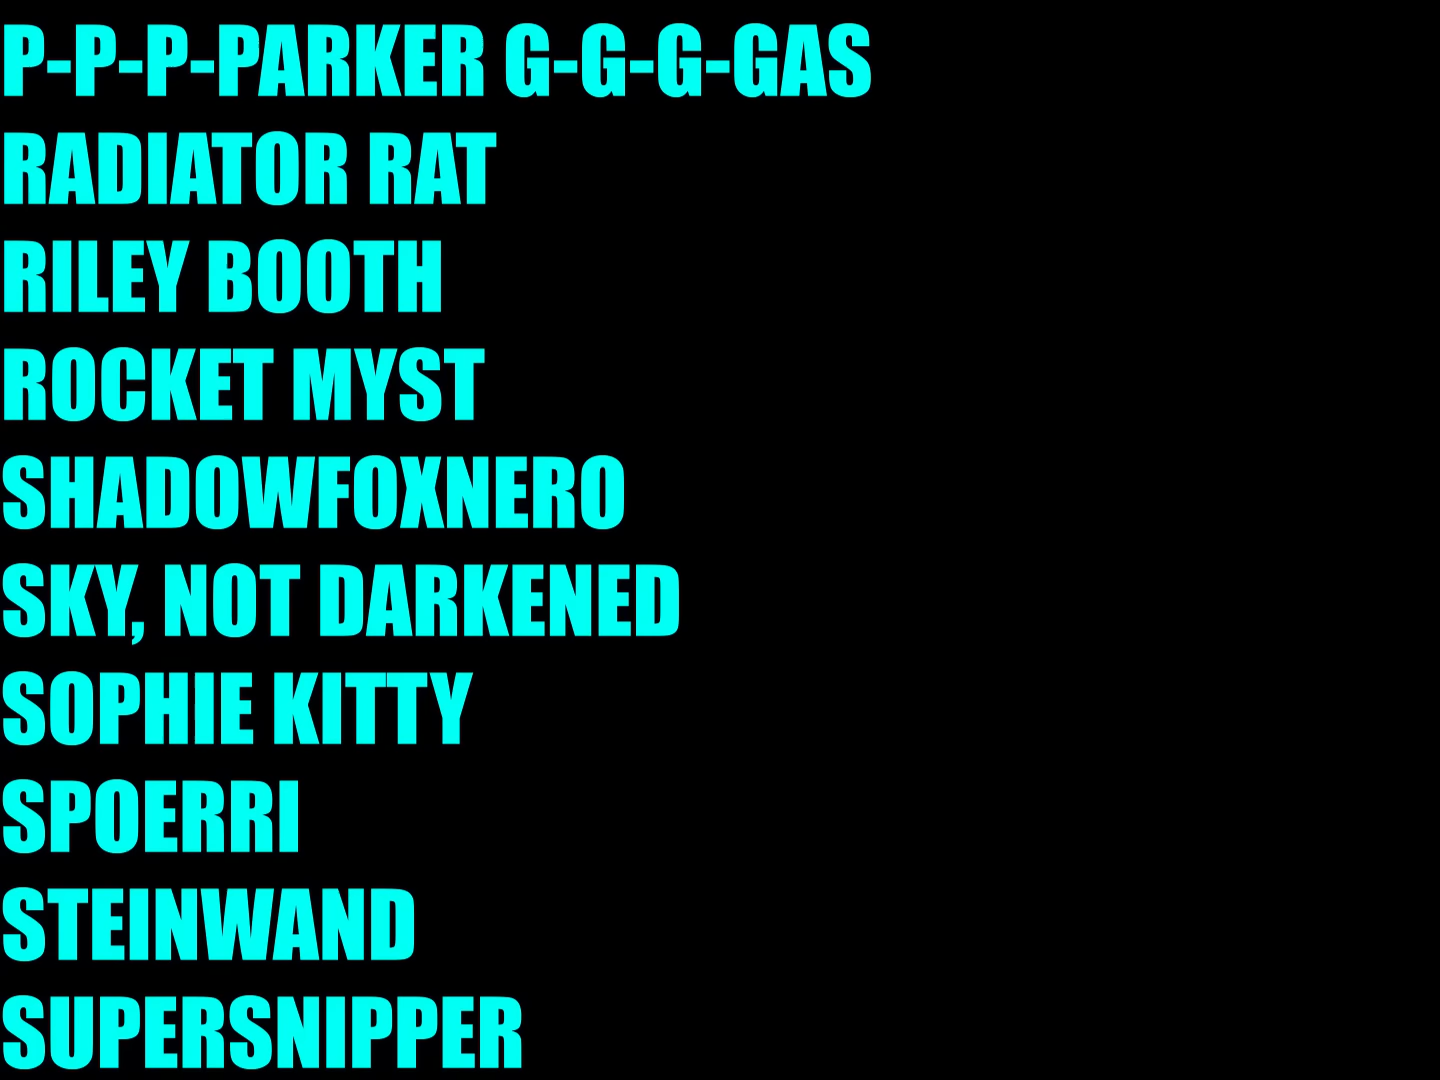 P-P-P-PARKER G-G-G-GAS
RADIATOR RAT
RILEY BOOTH
ROCKET MYST
SHADOWFOXNERO
SKY, NOT DARKENED
SOPHIE KITTY
SPOERRI
STEINWAND
SUPERSNIPPER